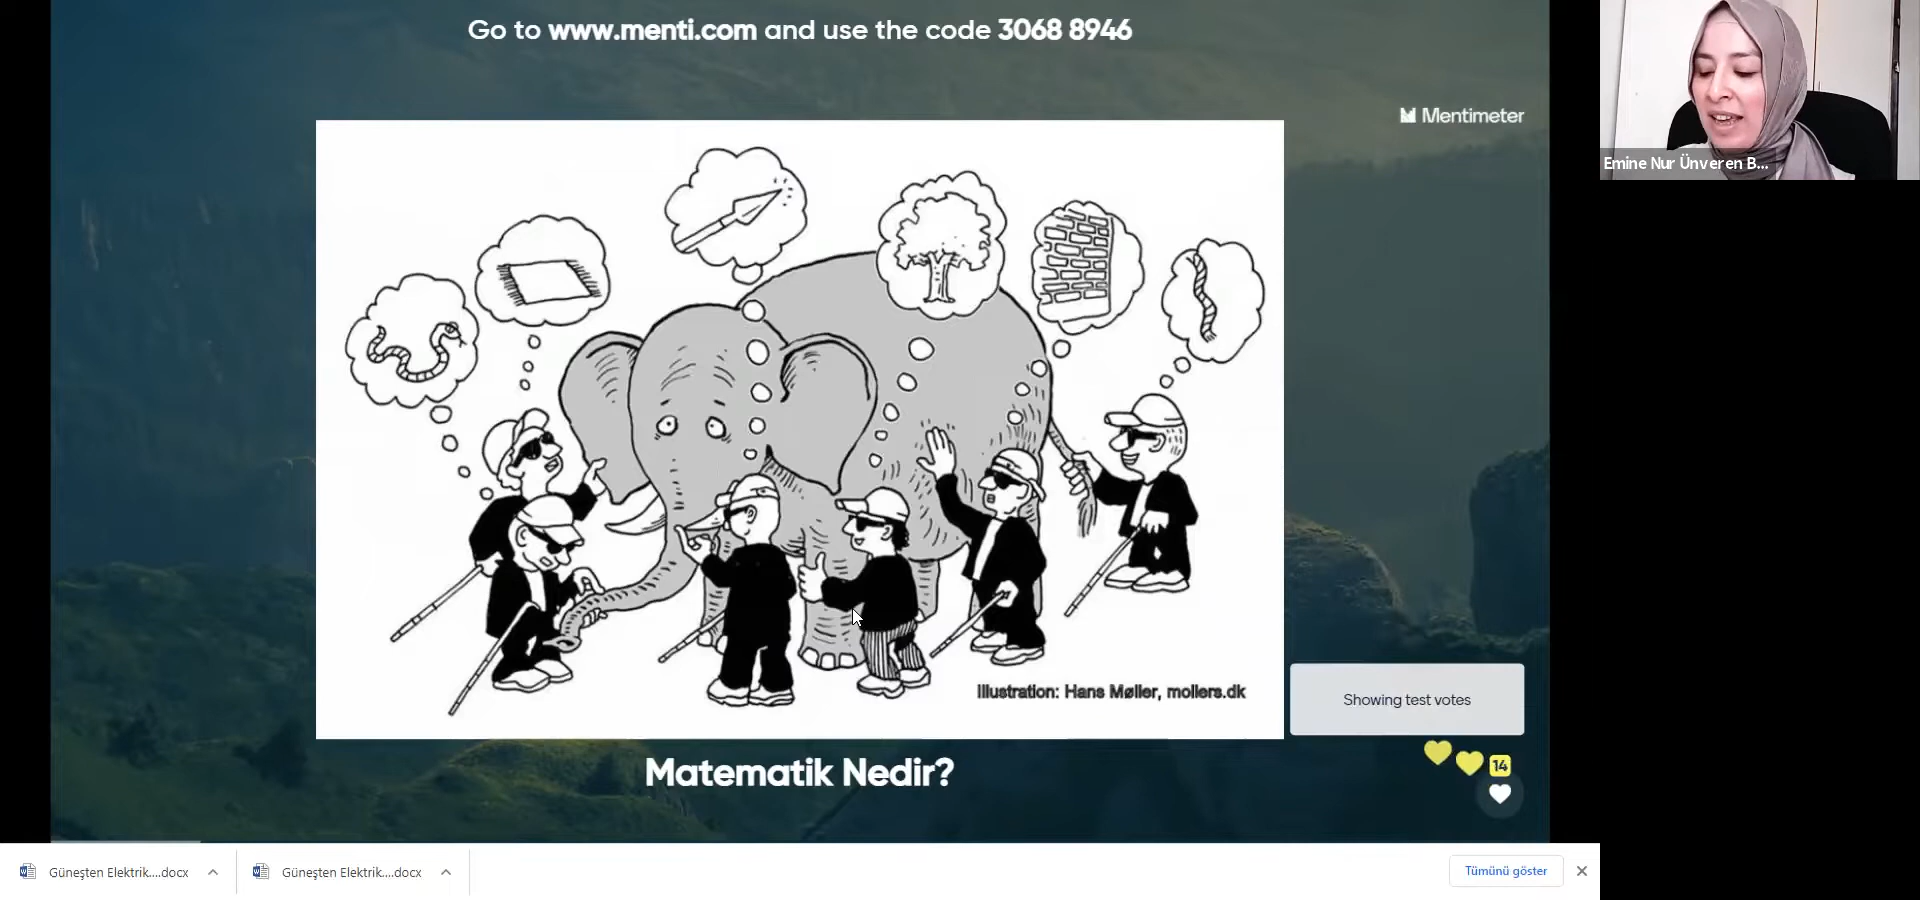 Go to www.menti.com and use the code 3068 8946
Mentimeter
Emine Nur Ünveren B...
Illustration: Hans Møller, mollers.dk
Showing test votes
14
Matematik Nedir?
Güneşten Elektrik....docx
Güneşten Elektrik....docx
Tümünü göster